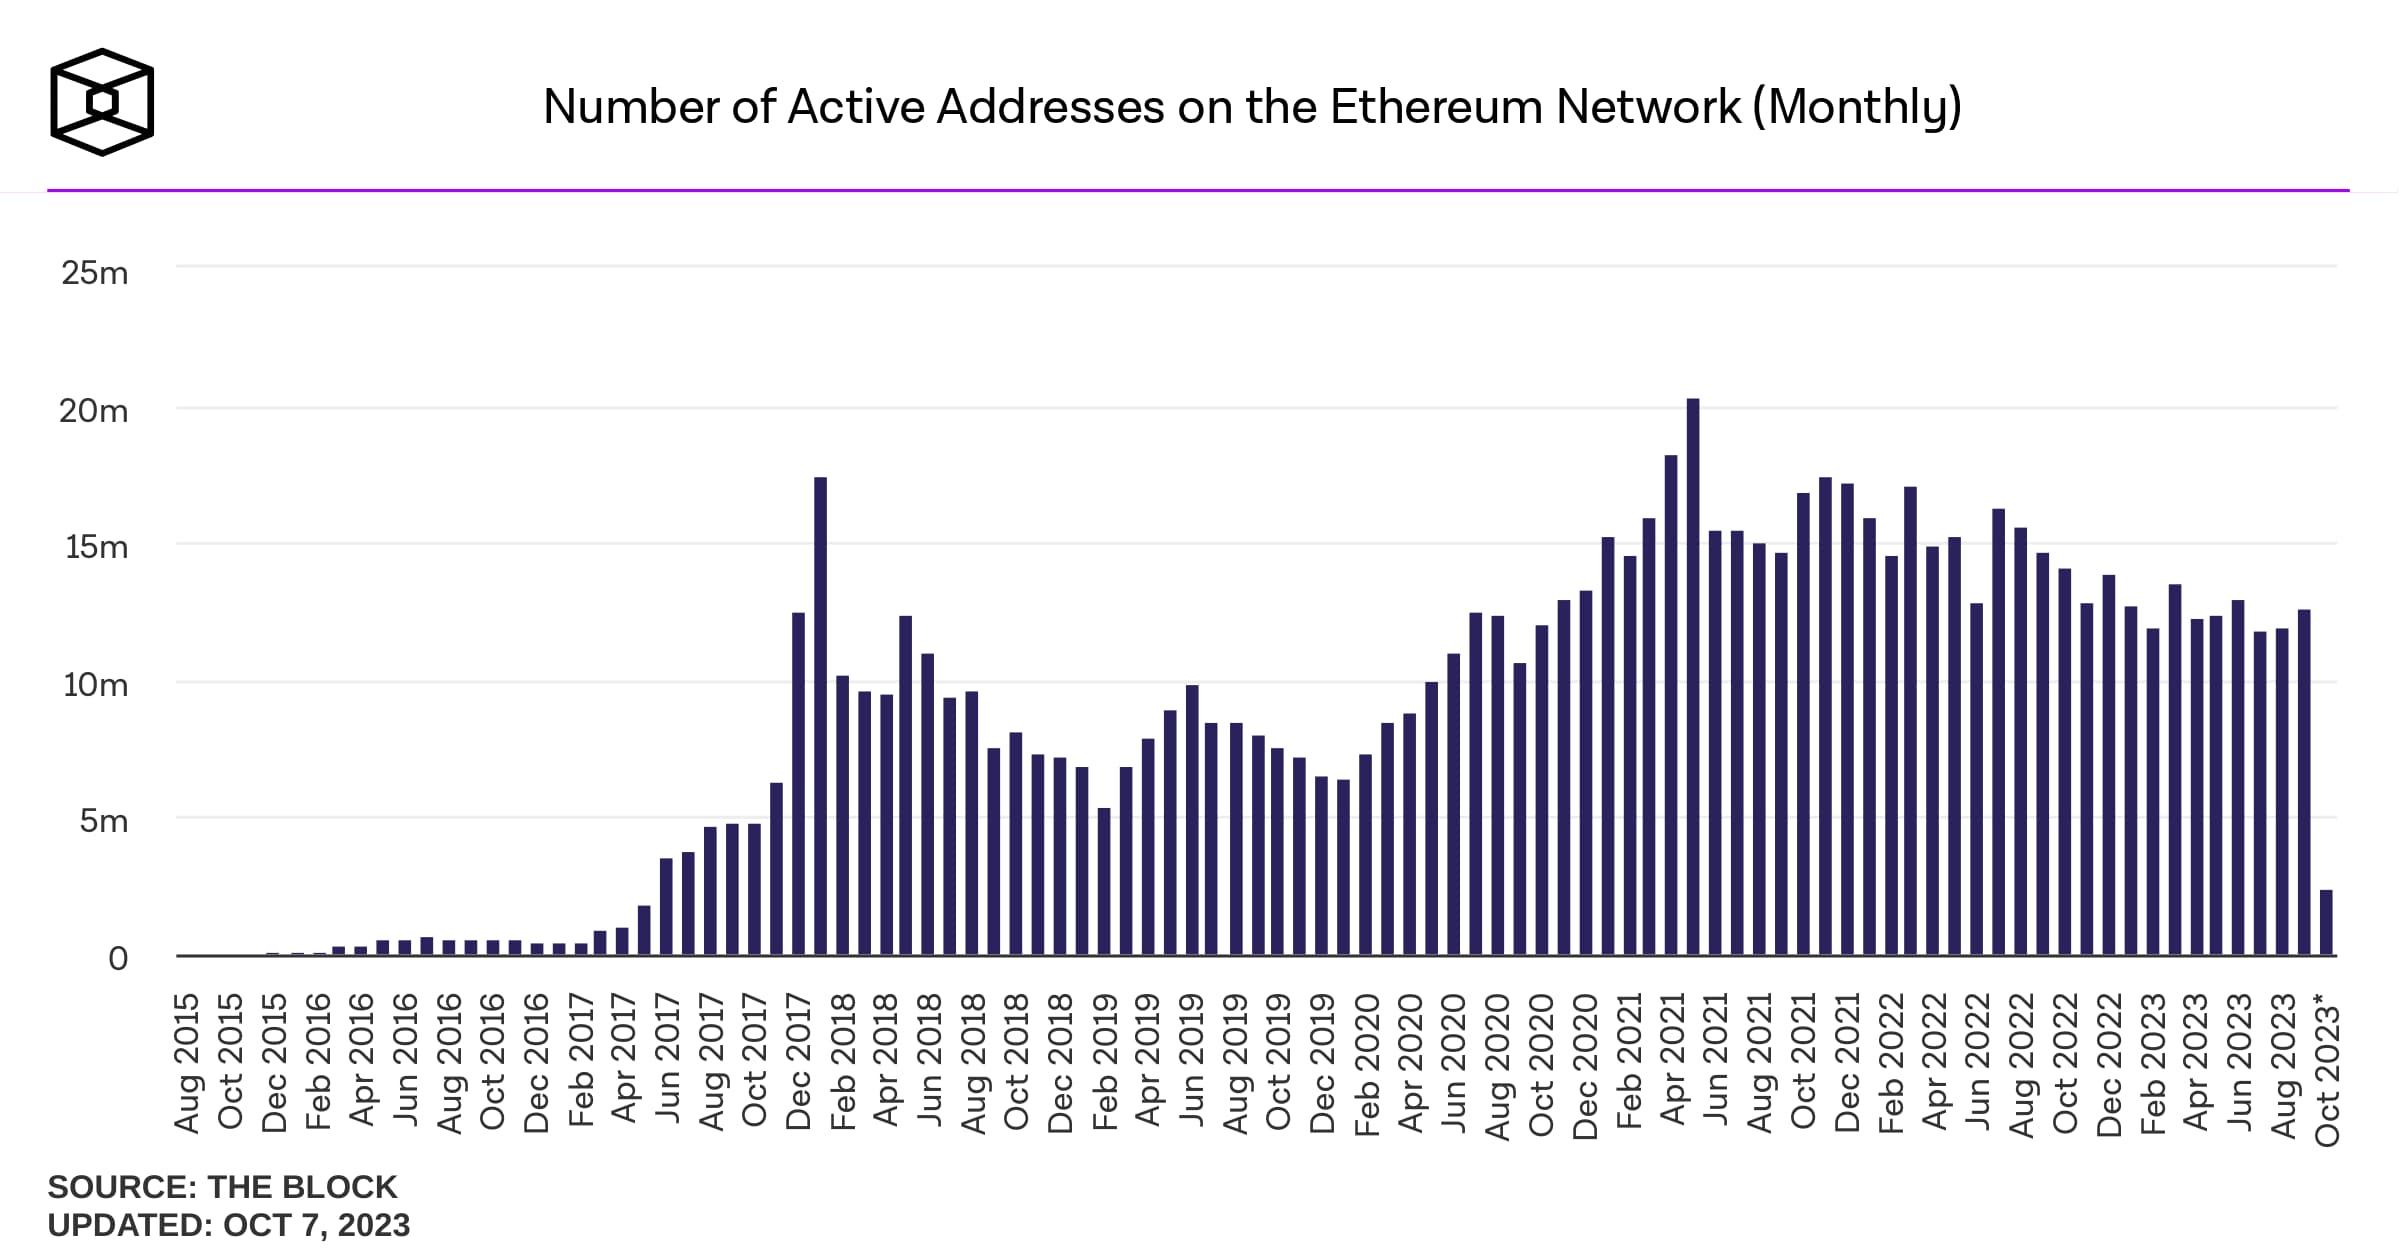 Number of Active Addresses on the Ethereum Network (Monthly)
25m
20m
15m
10m
5m
0
Aug 2015
Oct 2015
Dec 2015
Feb 2016
Apr 2016
Jun 2016
Aug 2016
Oct 2016
Dec 2016
Feb 2017
Apr 2017
Jun 2017
Aug 2017
Oct 2017
Dec 2017
Feb 2018
Apr 2018
Jun 2018
Aug 2018
Oct 2018
Dec 2018
Feb 2019
Apr 2019
Jun 2019
Aug 2019
Oct 2019
Dec 2019
Feb 2020
Apr 2020
Jun 2020
Aug 2020
Oct 2020
Dec 2020
Feb 2021
Apr 2021
Jun 2021
Aug 2021
Oct 2021
Dec 2021
Feb 2022
Apr 2022
Jun 2022
Aug 2022
Oct 2022
Dec 2022
Feb 2023
Apr 2023
Jun 2023
Aug 2023
Oct 2023*
SOURCE: THE BLOCK
UPDATED: OCT 7, 2023